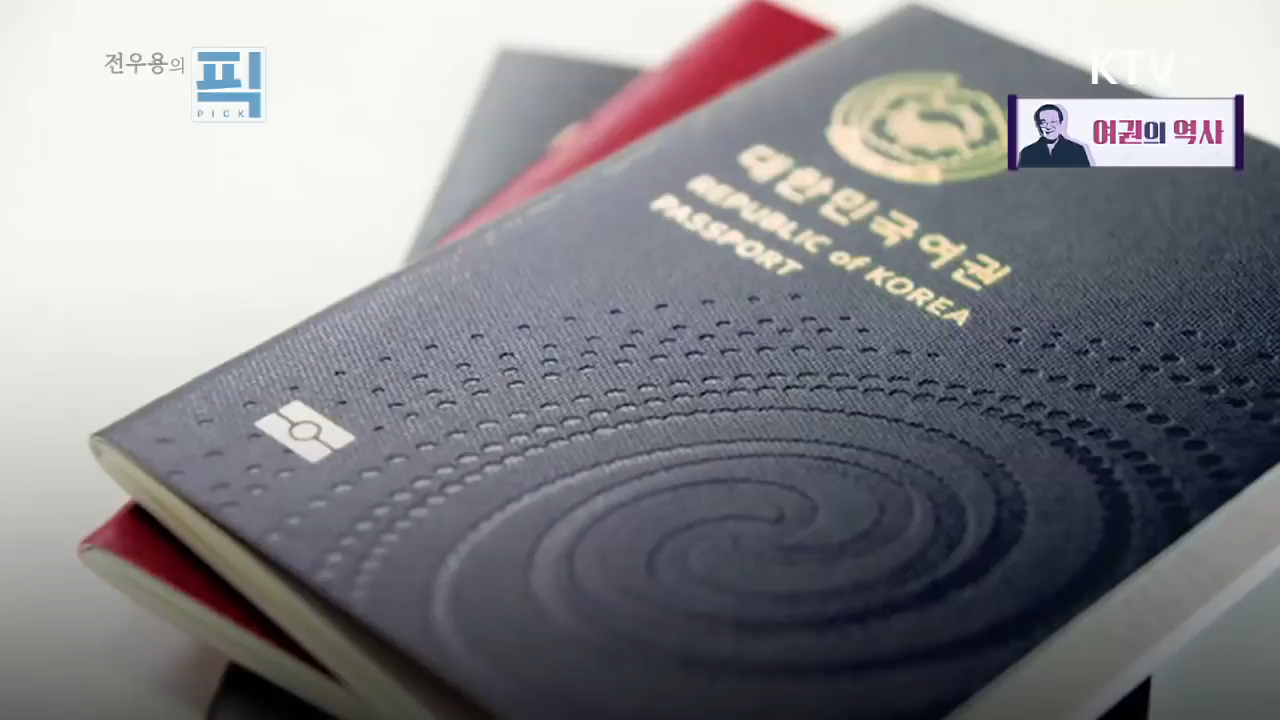 전우용의
픽
PICK
KTV
여권의 역사
대한민국여권
REPUBLIC of KOREA
PASSPORT